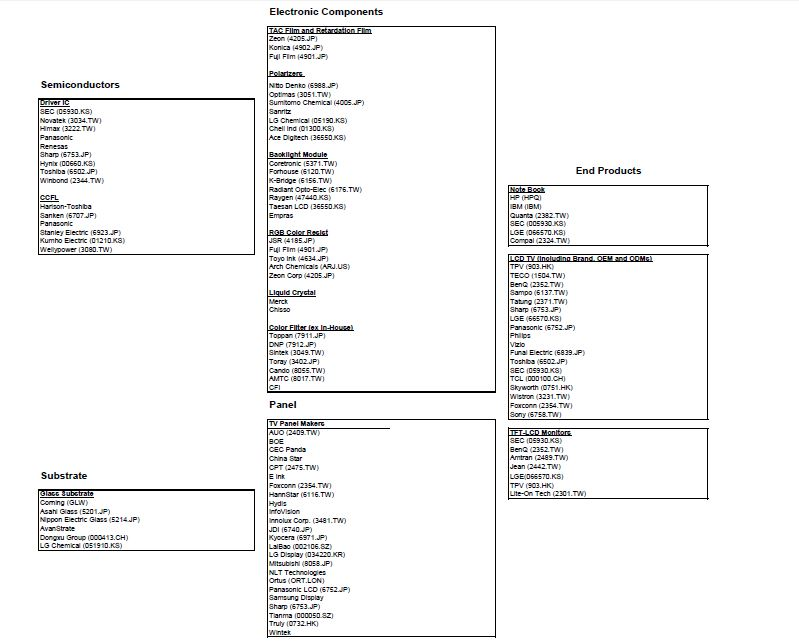 Electronic Components
TAC Film and Retardation Film
Zeon (4205.JP)
Konica (4902.JP)
Fuji Film (4901.JP)
Polarizers
Nitto Denko (6988.JP)
Optimax (3051.TW)
Sumitomo Chemical (4005.JP)
Sanritz
LG Chemical (05190.KS)
Cheil Ind (01300.KS)
Ace Digitech (36550.KS)
Backlight Module
Coretronic (5371.TW)
Forhouse (6120.TW)
K-Bridge (6156.TW)
Radiant Opto-Elec (6176.TW)
Raygen (47440.KS)
Taesan LCD (36550.KS)
Empras
RGB Color Resist
JSR (4185.JP)
Fuji Film (4901.JP)
Toyo Ink (4634.JP)
Arch Chemicals (ARJ.US)
Zeon Corp (4205.JP)
Liquid Crystal
Merck
Chisso
Color Filter (ex In-House)
Toppan (7911.JP)
DNP (7912.JP)
Sintek (3049.TW)
Toray (3402.JP)
Cando (8055.TW)
AMTC (8017.TW)
CFI
Semiconductors
Driver IC
SEC (05930.KS)
Novatek (3034.TW)
Himax (3222.TW)
Panasonic
Renesas
Sharp (6753.JP)
Hynix (00660.KS)
Toshiba (6502.JP)
Winbond (2344.TW)
CCFL
Harison-Toshiba
Sanken (6707.JP)
Panasonic
Stanley Electric (6923.JP)
Kumho Electric (01210.KS)
Wellypower (3080.TW)
End Products
Note Book
HP (HPQ)
IBM (IBM)
Quanta (2382.TW)
SEC (005930.KS)
LGE (066570.KS)
Compal (2324.TW)
LCD TV (Including Brand, OEM and ODMs)
TPV (903.HK)
TECO (1504.TW)
BenQ (2352.TW)
Sampo (6137.TW)
Tatung (2371.TW)
Sharp (6753.JP)
LGE (66570.KS)
Panasonic (6752.JP)
Philips
Vizio
Funai Electric (6839.JP)
Toshiba (6502.JP)
SEC (05930.KS)
TCL (000100.CH)
Skyworth (0751.HK)
Wistron (3231.TW)
Foxconn (2354.TW)
Sony (6758.TW)
TFT-LCD Monitors
SEC (05930.KS)
BenQ (2352.TW)
Amtran (2489.TW)
Jean (2442.TW)
LGE(066570.KS)
TPV (903.HK)
Lite-On Tech (2301.TW)
Panel
TV Panel Makers
AUO (2409.TW)
BOE
CEC Panda
China Star
CPT (2475.TW)
E Ink
Foxconn (2354.TW)
HannStar (6116.TW)
Hydis
InfoVision
Innolux Corp. (3481.TW)
JDI (6740.JP)
Kyocera (6971.JP)
LaiBao (002106.SZ)
LG Display (034220.KR)
Mitsubishi (8058.JP)
NLT Technologies
Ortus (ORT.LON)
Panasonic LCD (6752.JP)
Samsung Display
Sharp (6753.JP)
Tianma (000050.SZ)
Truly (0732.HK)
Wintek
Substrate
Glass Substrate
Corning (GLW)
Asahi Glass (5201.JP)
Nippon Electric Glass (5214.JP)
AvanStrate
Dongxu Group (000413.CH)
LG Chemical (051910.KS)